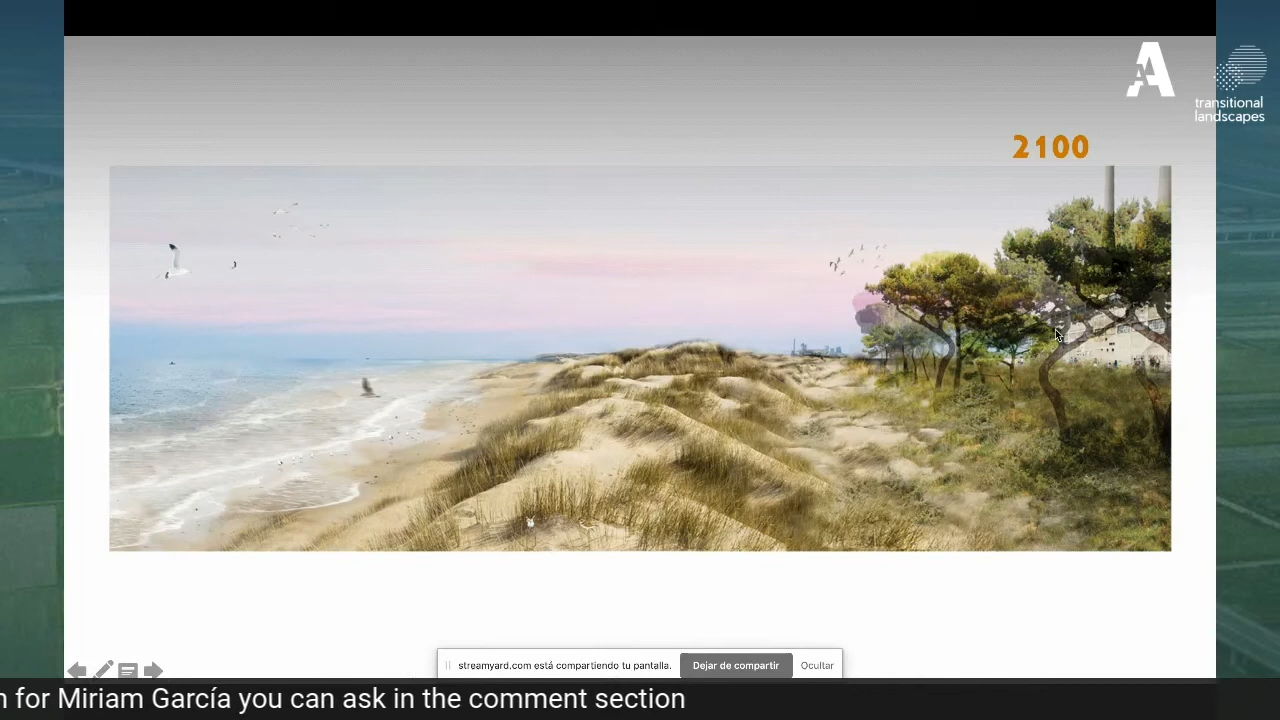 A
transitional
landscapes
2100
streamyard.com está compartiendo tu pantalla.
Dejar de compartir
Ocultar
for Miriam García you can ask in the comment section